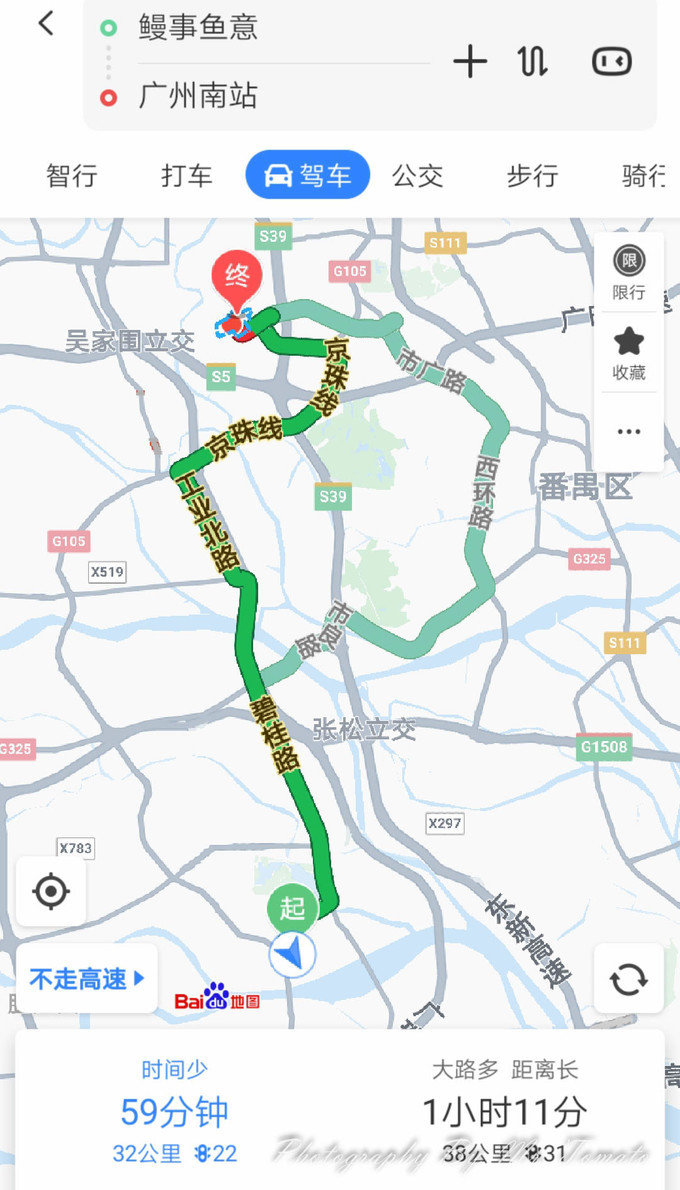 鳗事鱼意
广州南站
智行 打车 驾车 公交 步行 骑行
S39
S111
终
G105
限
限行
吴家围立交
京珠线
市广路
收藏
S5
京珠线
工业北路
西环路
S39
番禺区
G105
X519
G325
市良路
S111
碧桂路
张松立交
G325
G1508
X297
X783
起
东新高速
不走高速
Bai du 地图
时间少
59分钟
32公里 22
大路多 距离长
1小时11分
38公里 31
Photography By Mr Tomato